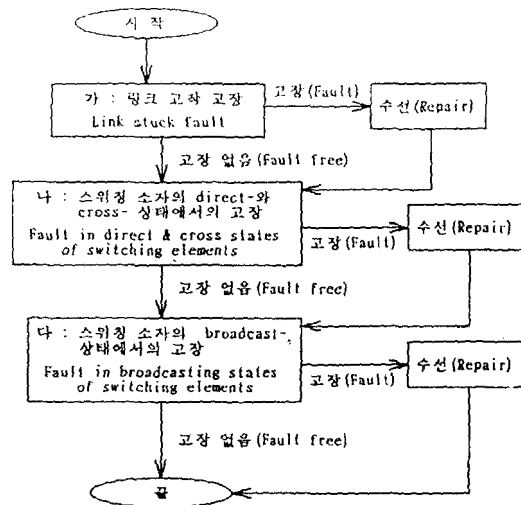 시 작
가 : 링크 고착 고장
Link stuck fault
고장(Fault)
수선(Repair)
고장 없음(Fault free)
나 : 스위칭 소자의 direct-와
cross- 상태에서의 고장
Fault in direct & cross states
of switching elements
고장(Fault)
수선(Repair)
고장 없음(Fault free)
다 : 스위칭 소자의 broadcast-
상태에서의 고장
Fault in broadcasting states
of switching elements
고장(Fault)
수선(Repair)
고장 없음(Fault free)
끝